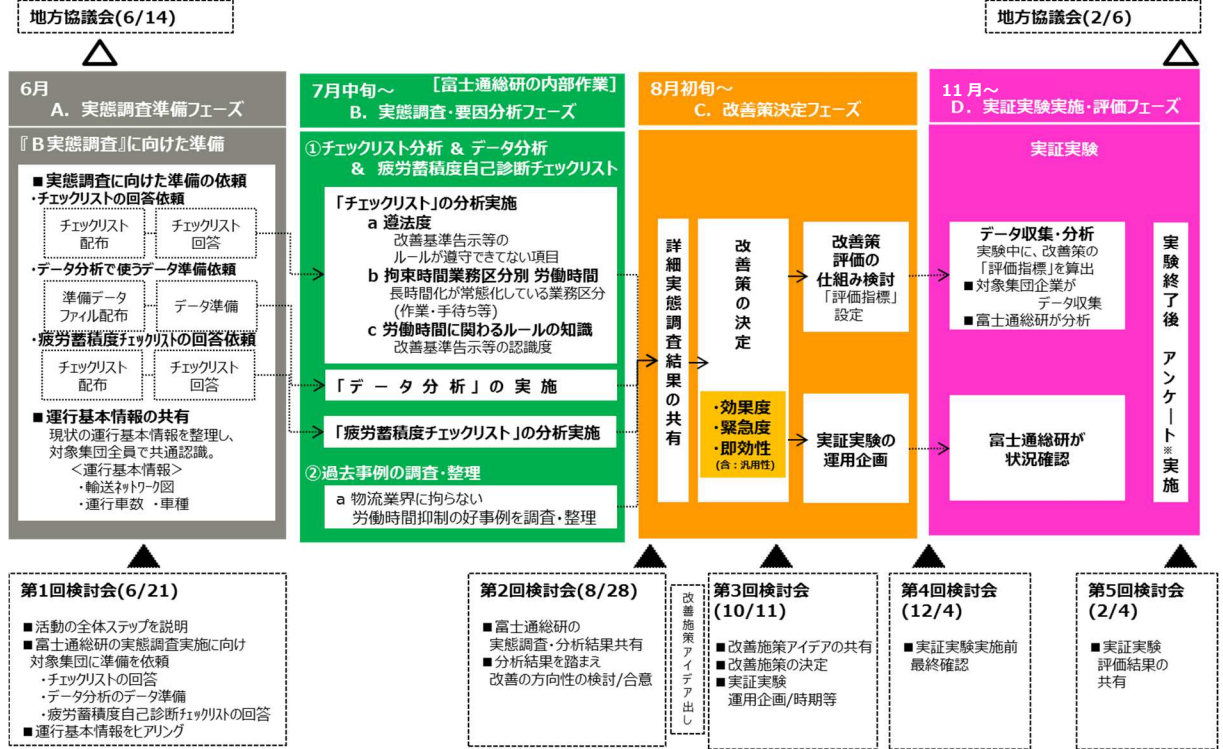 地方協議会(6/14)
地方協議会(2/6)
6月
A. 実態調査準備フェーズ
『B実態調査』に向けた準備
■実態調査に向けた準備の依頼
・チェックリストの回答依頼
チェックリスト
配布
チェックリスト
回答
・データ分析で使うデータ準備依頼
準備データ
ファイル配布
データ準備
・疲労蓄積度チェックリストの回答依頼
チェックリスト
配布
チェックリスト
回答
■運行基本情報の共有
現状の運行基本情報を整理し、
対象集団全員で共通認識。
＜運行基本情報＞
・輸送ネットワーク図
・運行車数 ・車種
7月中旬～ [富士通総研の内部作業]
B. 実態調査・要因分析フェーズ
①チェックリスト分析 & データ分析
& 疲労蓄積度自己診断チェックリスト
「チェックリスト」の分析実施
a 遵法度
改善基準告示等の
ルールが遵守できてない項目
b 拘束時間業務区分別 労働時間
長時間化が常態化している業務区分
(作業・手待ち等)
c 労働時間に関わるルールの知識
改善基準告示等の認識度
「データ分析」の実施
「疲労蓄積度チェックリスト」の分析実施
②過去事例の調査・整理
a 物流業界に拘らない
労働時間抑制の好事例を調査・整理
8月初旬～
C. 改善策決定フェーズ
詳細実態調査結果の共有
改善策の決定
・効果度
・緊急度
・即効性
(含：汎用性)
改善策
評価の
仕組み検討
「評価指標」
設定
実証実験の
運用企画
11月～
D. 実証実験実施・評価フェーズ
実証実験
データ収集・分析
実験中に、改善策の
「評価指標」を算出
■対象集団企業が
データ収集
■富士通総研が分析
富士通総研が
状況確認
実験終了後 アンケート※実施
第1回検討会(6/21)
■活動の全体ステップを説明
■富士通総研の実態調査実施に向け
対象集団に準備を依頼
・チェックリストの回答
・データ分析のデータ準備
・疲労蓄積度自己診断チェックリストの回答
■運行基本情報をヒアリング
第2回検討会(8/28)
■富士通総研の
実態調査・分析結果共有
■分析結果を踏まえ
改善の方向性の検討/合意
改善施策アイデア出し
第3回検討会
(10/11)
■改善施策アイデアの共有
■改善施策の決定
■実証実験
運用企画/時期等
第4回検討会
(12/4)
■実証実験実施前
最終確認
第5回検討会
(2/4)
■実証実験
評価結果の
共有